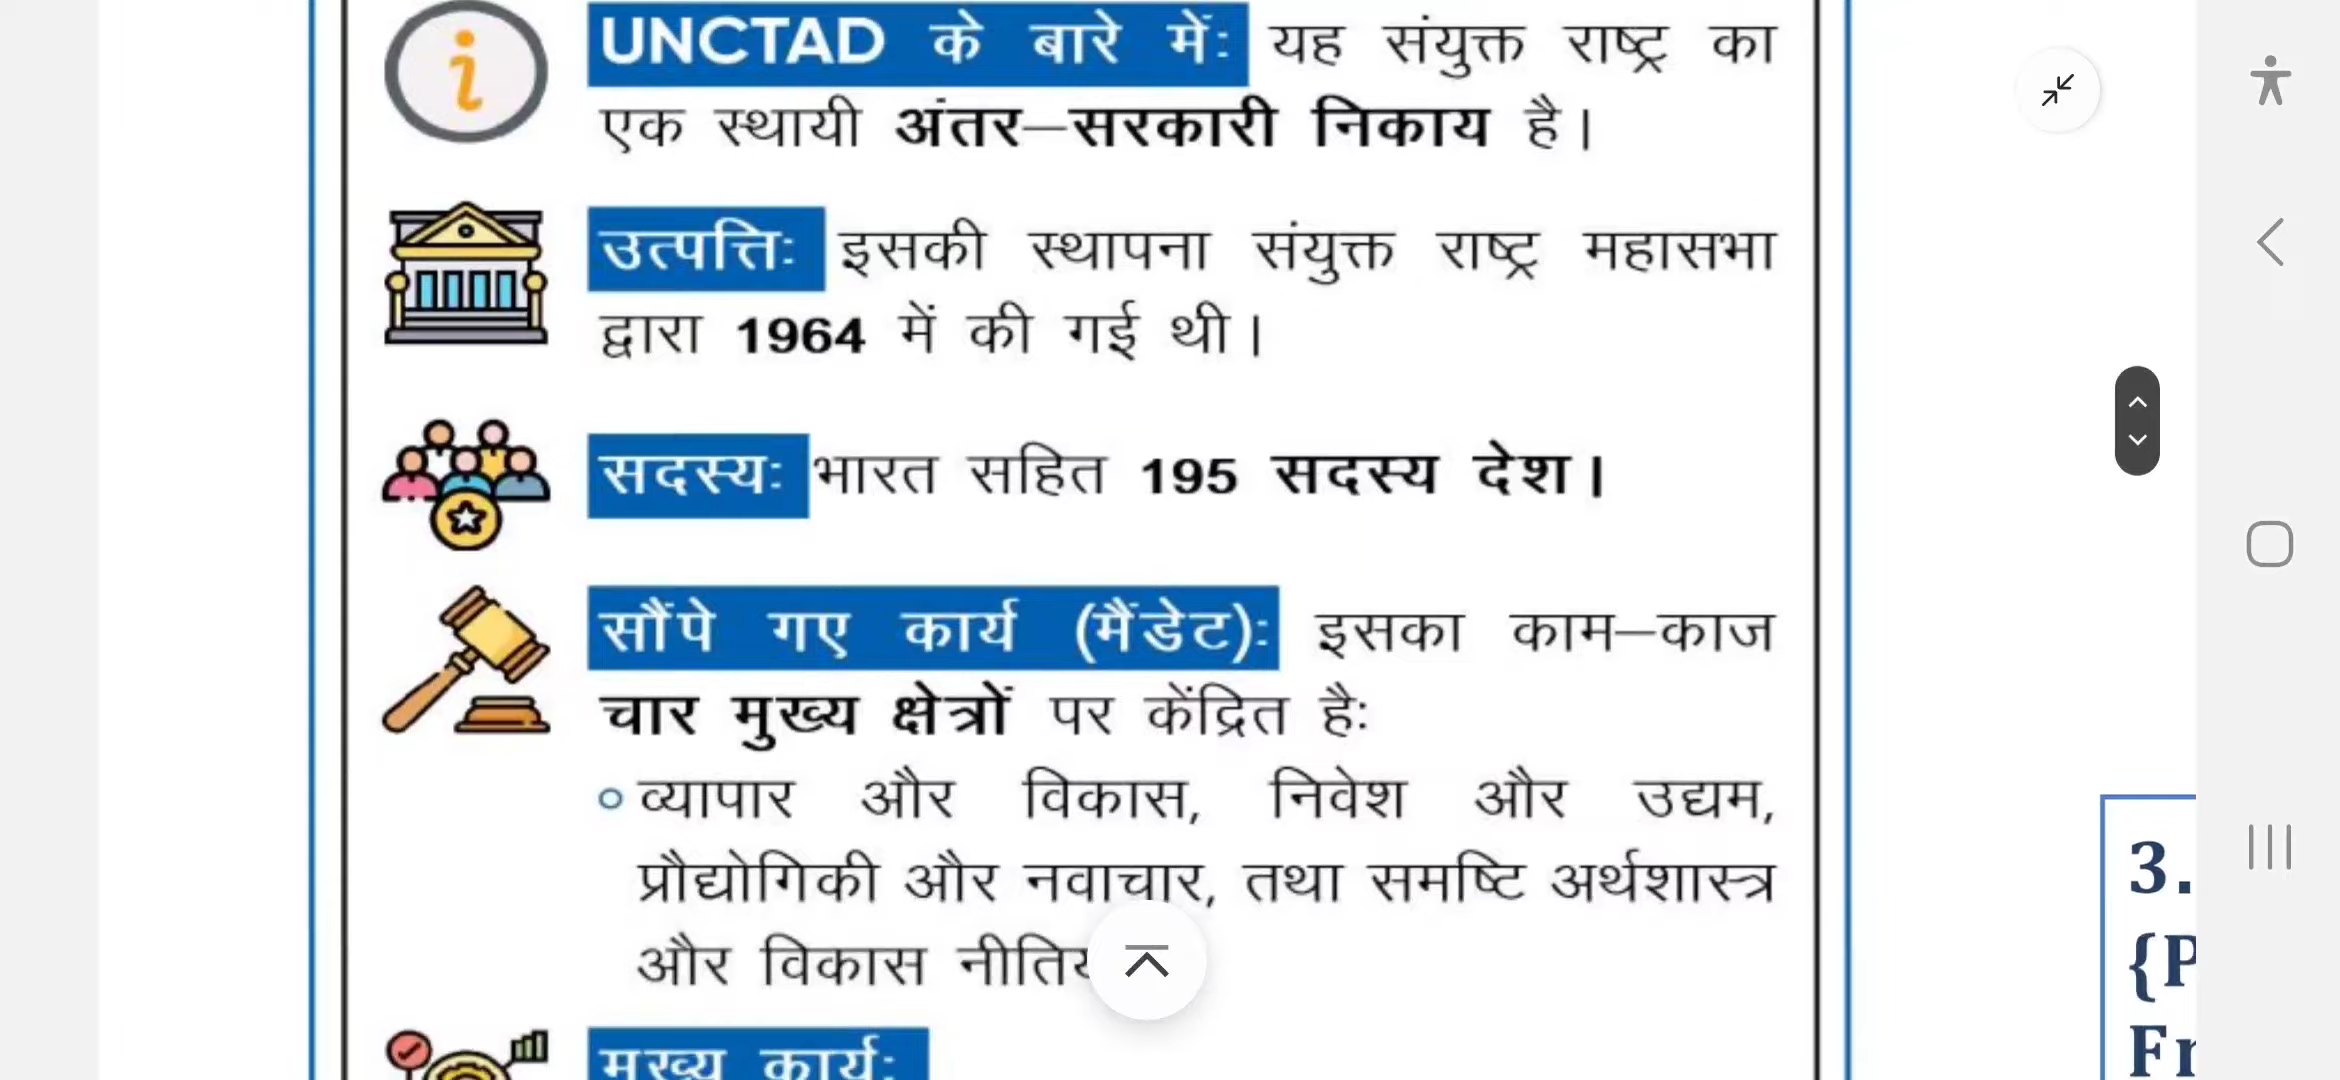 UNCTAD के बारे में: यह संयुक्त राष्ट्र का
एक स्थायी अंतर–सरकारी निकाय है।
उत्पत्ति: इसकी स्थापना संयुक्त राष्ट्र महासभा
द्वारा 1964 में की गई थी।
सदस्य: भारत सहित 195 सदस्य देश।
सौंपे गए कार्य (मैंडेट): इसका काम–काज
चार मुख्य क्षेत्रों पर केंद्रित है:
व्यापार और विकास, निवेश और उद्यम,
प्रौद्योगिकी और नवाचार, तथा समष्टि अर्थशास्त्र
और विकास
मुख्य कार्य:
3.
{P
Fr